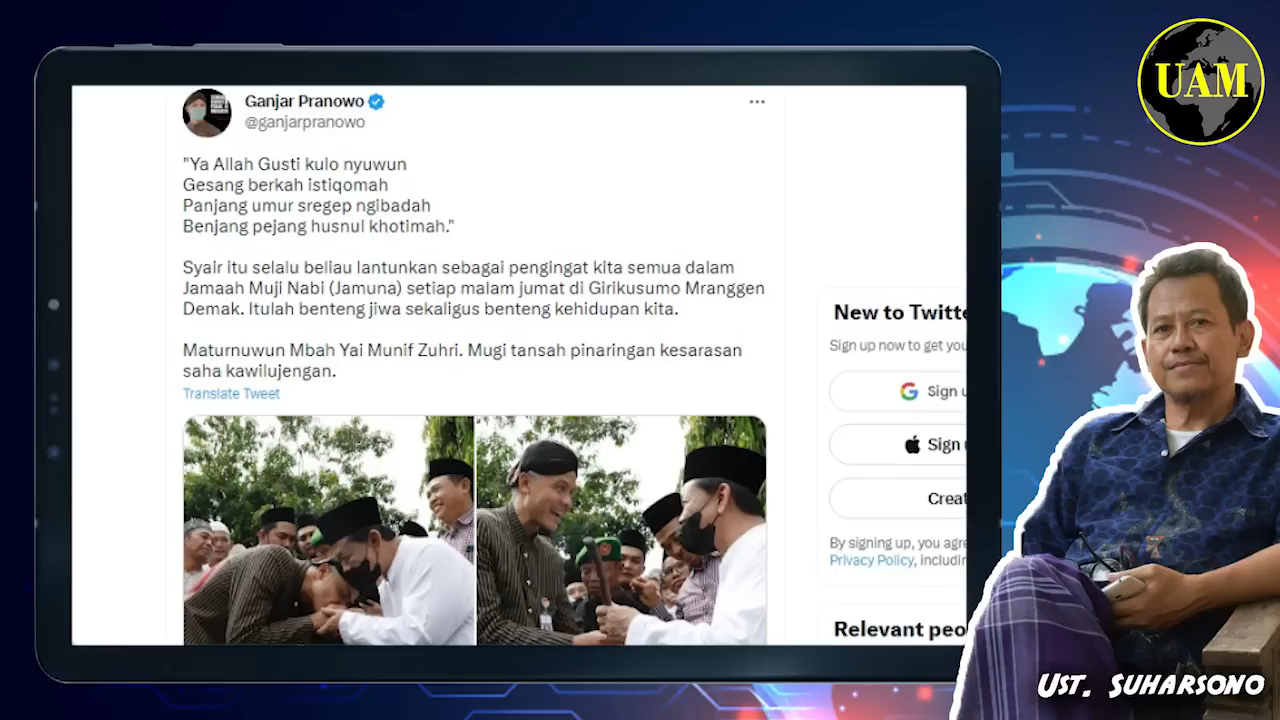 UAM
Ganjar Pranowo
@ganjarpranowo
"Ya Allah Gusti kulo nyuwun
Gesang berkah istiqomah
Panjang umur sregep ngibadah
Benjang pejang husnul khotimah."
Syair itu selalu beliau lantunkan sebagai pengingat kita semua dalam
Jamaah Muji Nabi (Jamuna) setiap malam jumat di Girikusumo Mranggen
Demak. Itulah benteng jiwa sekaligus benteng kehidupan kita.
Maturnuwun Mbah Yai Munif Zuhri. Mugi tansah pinaringan kesarasan
saha kawilujengan.
Translate Tweet
New to Twitte
Sign up now to get you
Sign u
Sign
Creat
By signing up, you agre
Privacy Policy, includin
Relevant peo
Ust. Suharsono